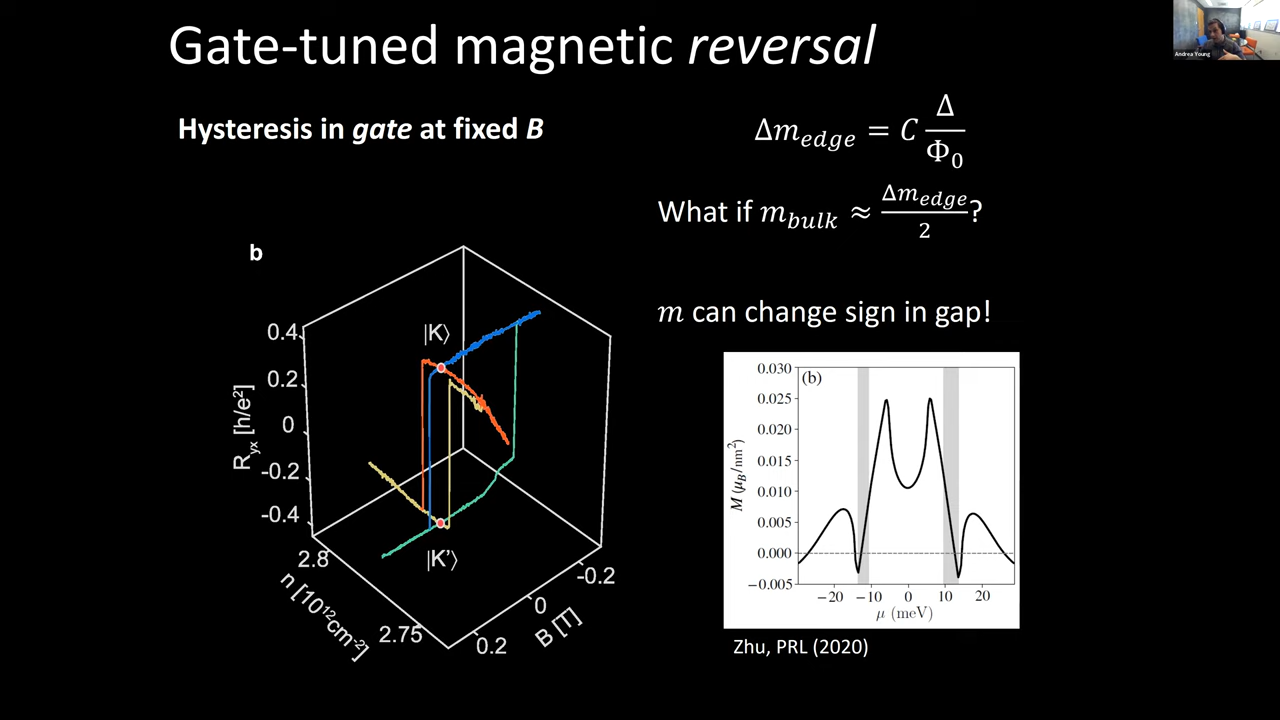 Gate-tuned magnetic reversal
Andrea Young
Hysteresis in gate at fixed B
Δm_edge = C Δ/Φ₀
What if m_bulk ≈ Δm_edge/2?
m can change sign in gap!
b
|K⟩
|K'⟩
R_yx [h/e²]
0.4
0.2
0
-0.2
-0.4
2.8
2.75
n [10¹²cm⁻²]
0.2
0
-0.2
B [T]
(b)
M (μ_B/nm²)
0.030
0.025
0.020
0.015
0.010
0.005
0.000
−0.005
−20 −10 0 10 20
μ (meV)
Zhu, PRL (2020)